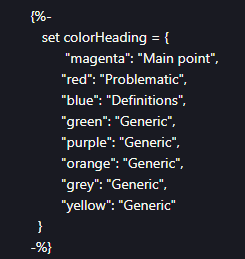 {%-
set colorHeading = {
"magenta": "Main point",
"red": "Problematic",
"blue": "Definitions",
"green": "Generic",
"purple": "Generic",
"orange": "Generic",
"grey": "Generic",
"yellow": "Generic"
}
-%}